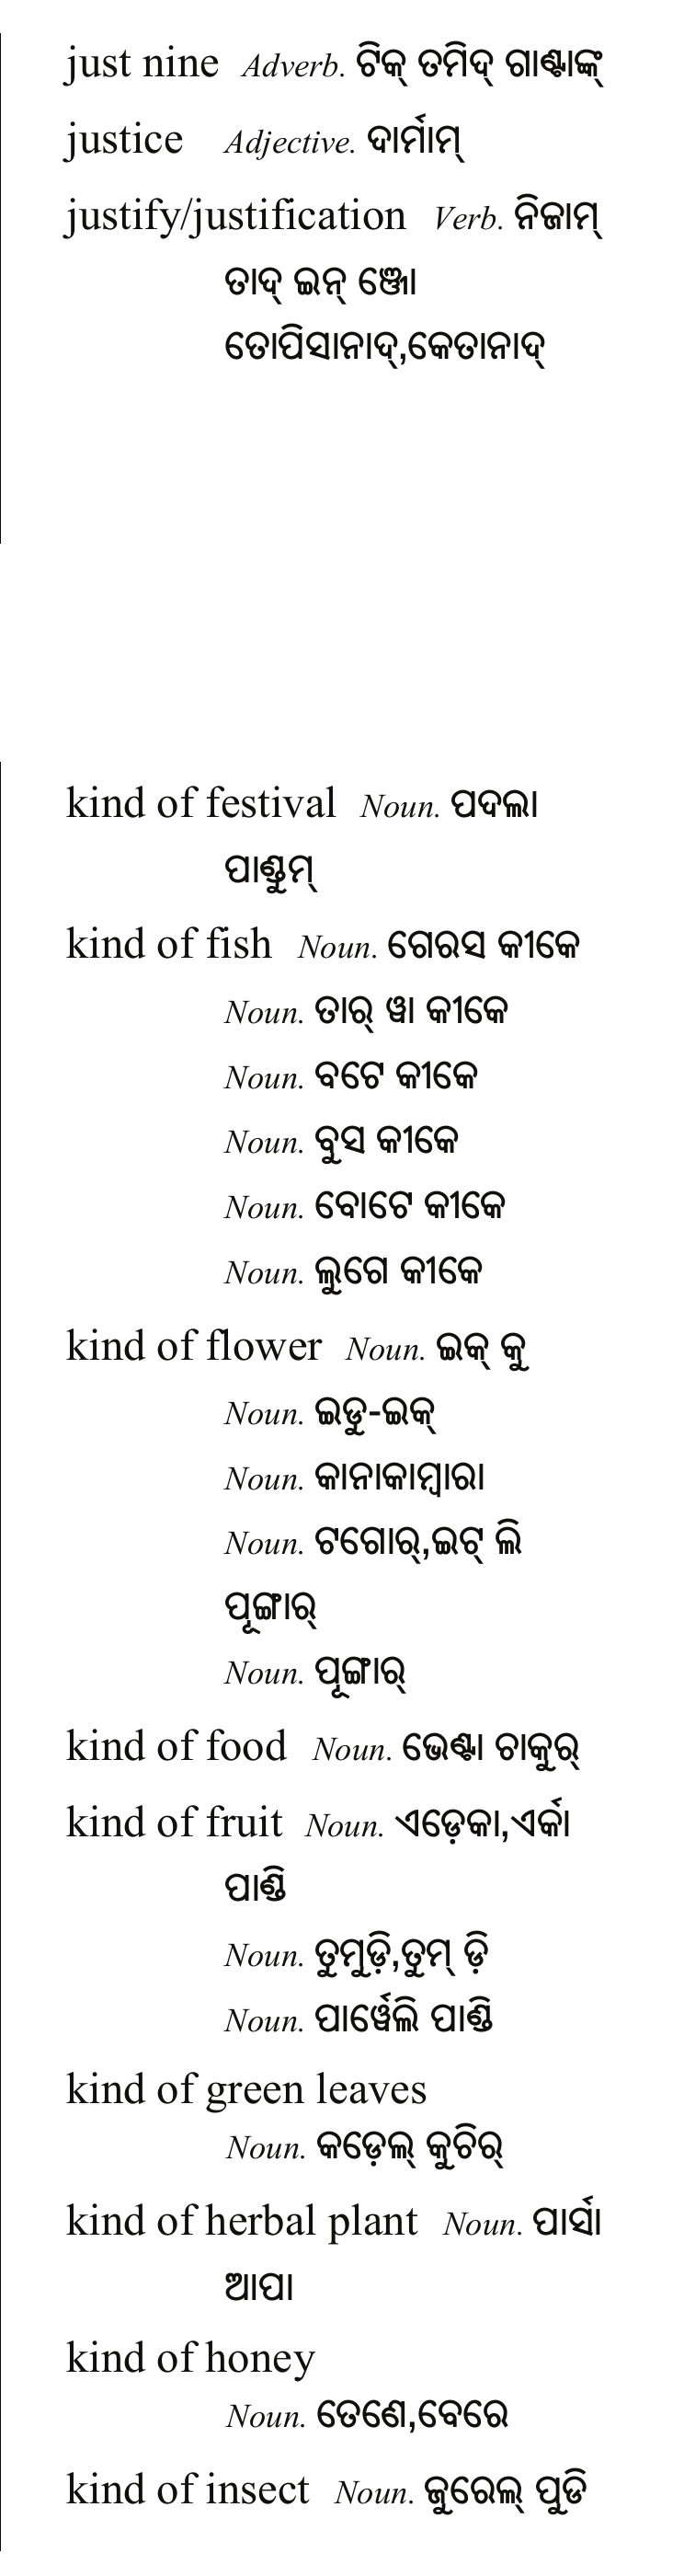 just nine Adverb. ଟିକ୍ ତମିଦ୍ ଗାଣ୍ଟାଙ୍କ୍
justice Adjective. ଦାର୍ମାମ୍
justify/justification Verb. ନିଜାମ୍
ତାଦ୍ ଇନ୍ ଞୋ
ତୋପିସାନାଦ୍,କେତାନାଦ୍
kind of festival Noun. ପଦଲା
ପାଣ୍ଡୁମ୍
kind of fish Noun. ଗେରସ କୀକେ
Noun. ତାର୍ ୱା କୀକେ
Noun. ବଟେ କୀକେ
Noun. ବୁସ କୀକେ
Noun. ବୋଟେ କୀକେ
Noun. ଲୁଗେ କୀକେ
kind of flower Noun. ଇକ୍ କୁ
Noun. ଇଡୁ-ଇକ୍
Noun. କାନାକାମ୍ବାରା
Noun. ଟଗୋର୍,ଇଟ୍ ଲି
ପୂଙ୍ଗାର୍
Noun. ପୂଙ୍ଗାର୍
kind of food Noun. ଭେଣ୍ଟା ଚାକୁର୍
kind of fruit Noun. ଏଡ଼େକା,ଏର୍କା
ପାଣ୍ଡି
Noun. ତୁମୁଡ଼ି,ତୁମ୍ ଡ଼ି
Noun. ପାର୍ୱେଲି ପାଣ୍ଡି
kind of green leaves
Noun. କଡ଼େଲ୍ କୁଚିର୍
kind of herbal plant Noun. ପାର୍ସା
ଆପା
kind of honey
Noun. ତେଣେ,ବେରେ
kind of insect Noun. ଜୁରେଲ୍ ପୁଡି